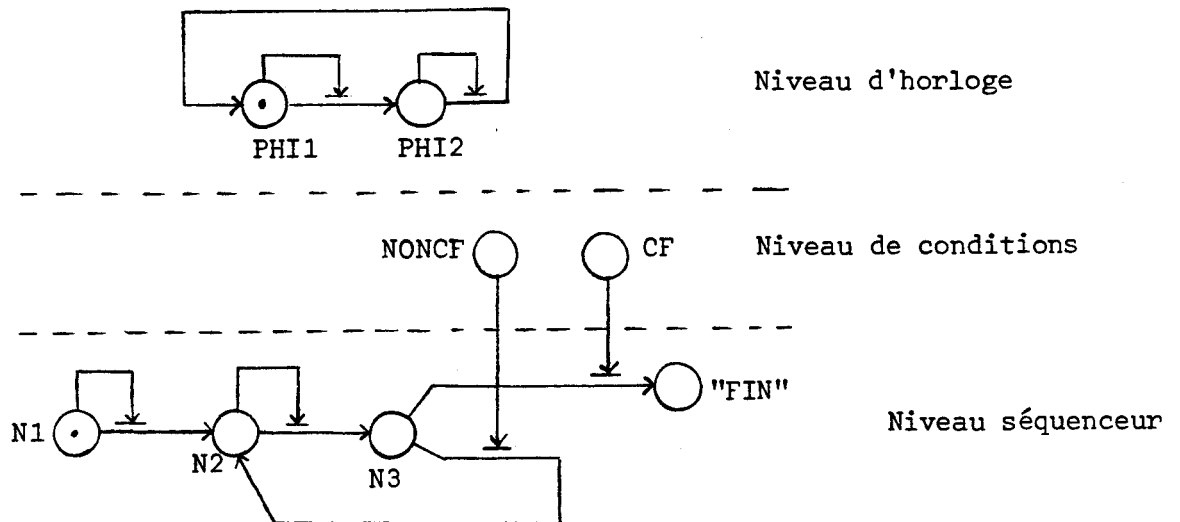 Niveau d'horloge
PHI1 PHI2
NONCF CF Niveau de conditions
"FIN"
N1 Niveau séquenceur
N2
N3